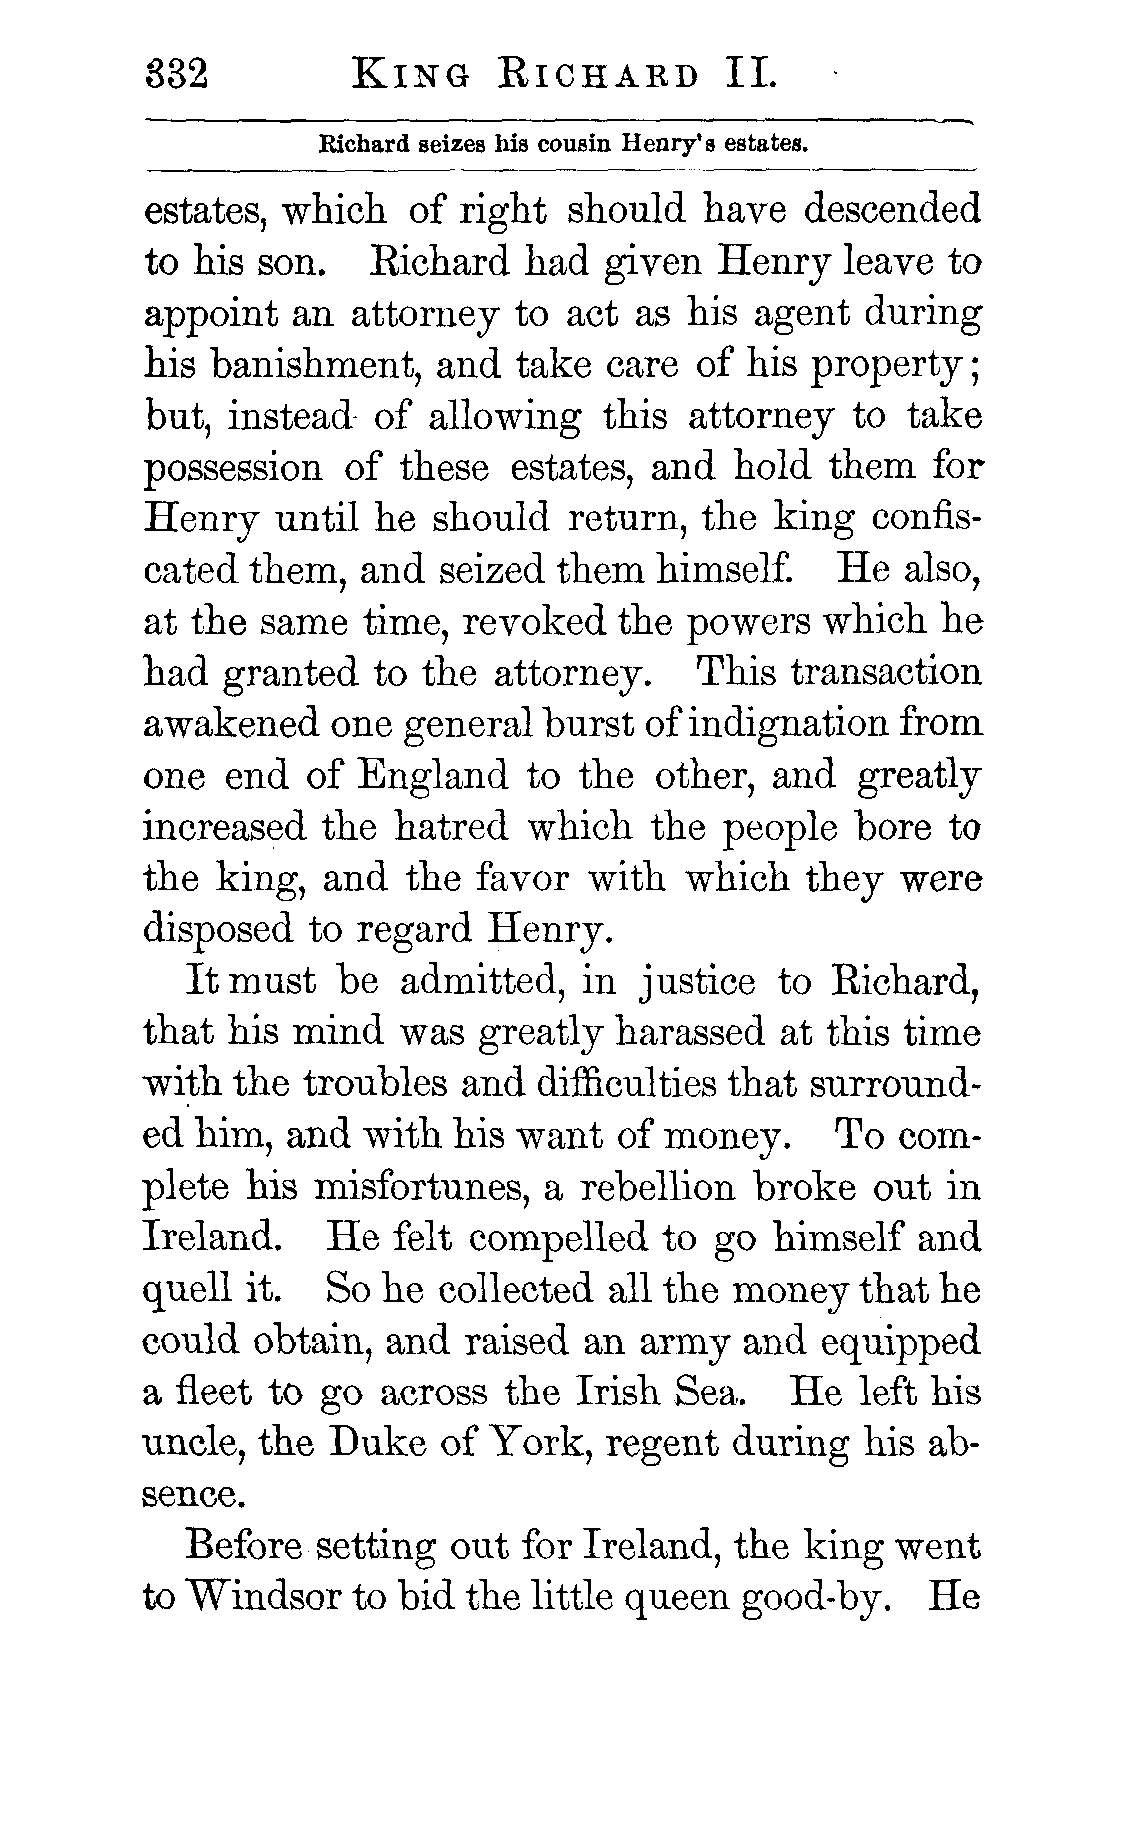 332 KING RICHARD II.
Richard seizes his cousin Henry's estates.
estates, which of right should have descended
to his son. Richard had given Henry leave to
appoint an attorney to act as his agent during
his banishment, and take care of his property;
but, instead of allowing this attorney to take
possession of these estates, and hold them for
Henry until he should return, the king confis-
cated them, and seized them himself. He also,
at the same time, revoked the powers which he
had granted to the attorney. This transaction
awakened one general burst of indignation from
one end of England to the other, and greatly
increased the hatred which the people bore to
the king, and the favor with which they were
disposed to regard Henry.
It must be admitted, in justice to Richard,
that his mind was greatly harassed at this time
with the troubles and difficulties that surround-
ed him, and with his want of money. To com-
plete his misfortunes, a rebellion broke out in
Ireland. He felt compelled to go himself and
quell it. So he collected all the money that he
could obtain, and raised an army and equipped
a fleet to go across the Irish Sea. He left his
uncle, the Duke of York, regent during his ab-
sence.
Before setting out for Ireland, the king went
to Windsor to bid the little queen good-by. He